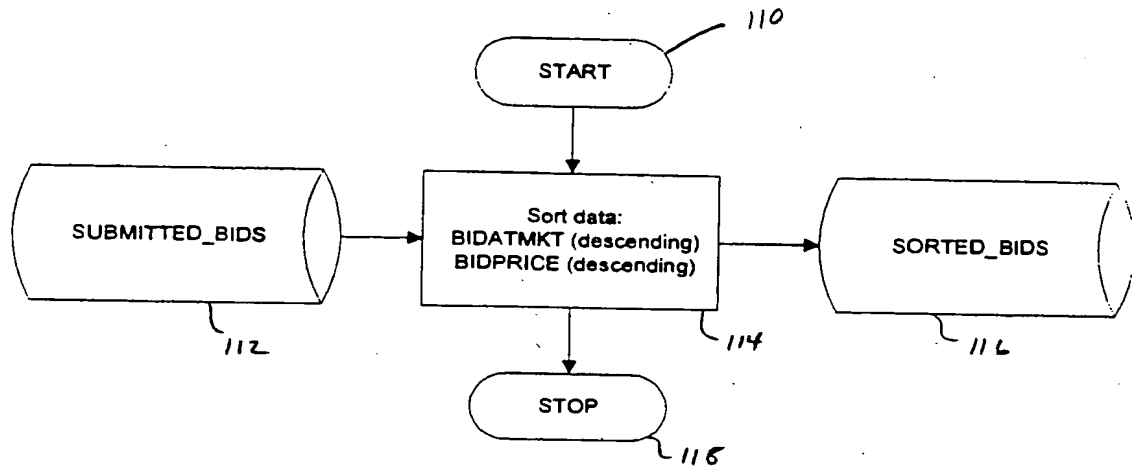 110
START
SUBMITTED_BIDS
Sort data:
BIDATMKT (descending)
BIDPRICE (descending)
SORTED_BIDS
112
114
116
STOP
118